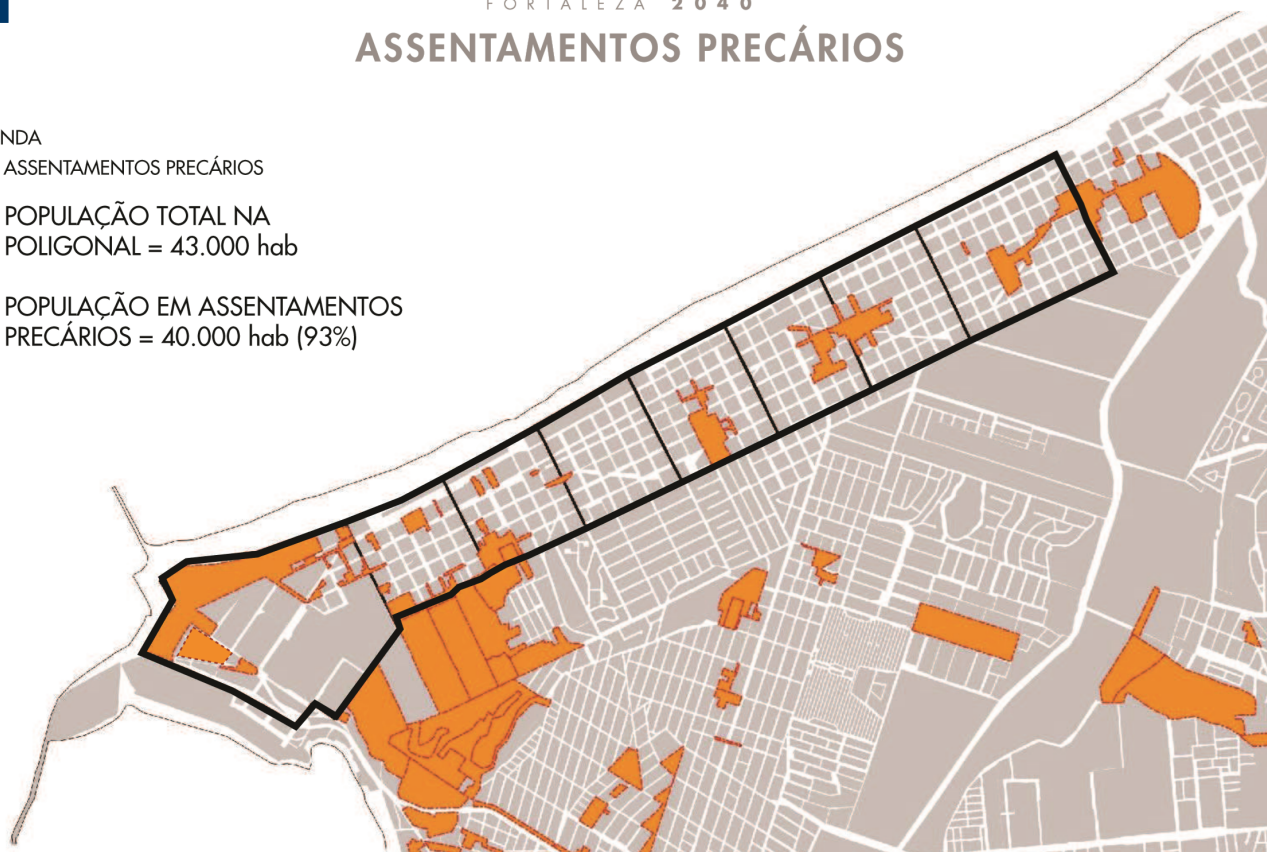 FORTALEZA 2040
ASSENTAMENTOS PRECÁRIOS
NDA
ASSENTAMENTOS PRECÁRIOS
POPULAÇÃO TOTAL NA
POLIGONAL = 43.000 hab
POPULAÇÃO EM ASSENTAMENTOS
PRECÁRIOS = 40.000 hab (93%)